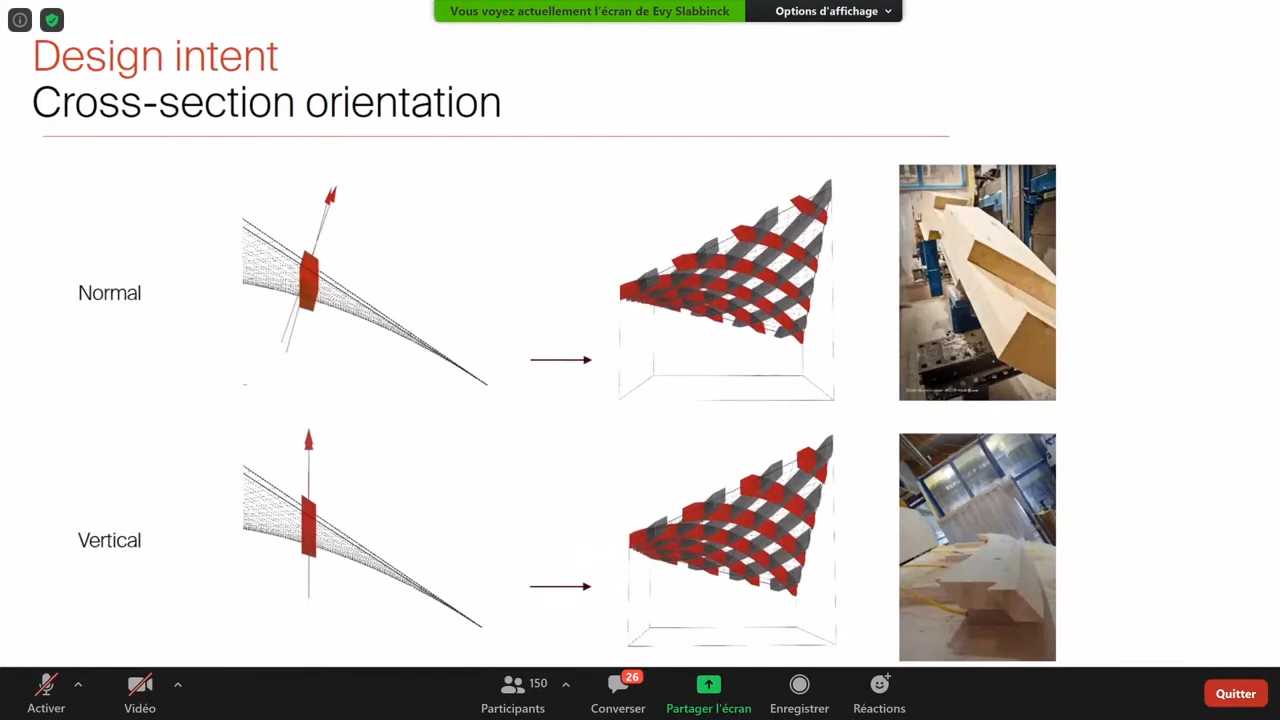 Vous voyez actuellement l'écran de Evy Slabbinck
Options d'affichage
Design intent
Cross-section orientation
Normal
Vertical
Activer
Vidéo
150
Participants
26
Converser
Partager l'écran
Enregistrer
Réactions
Quitter